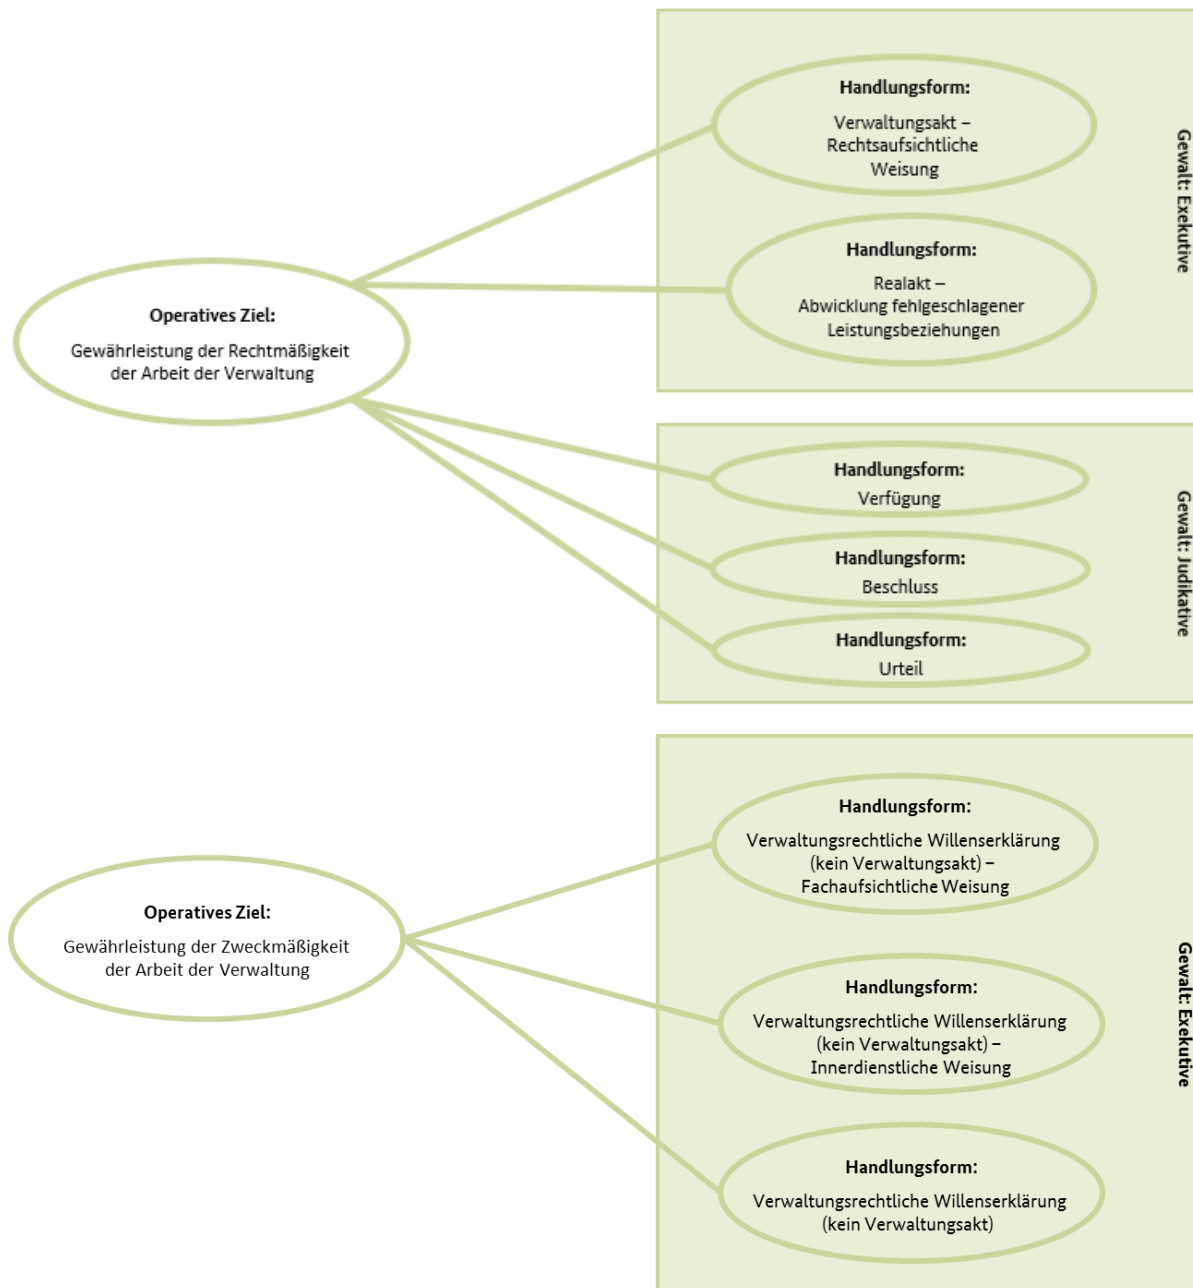 Handlungsform:
Verwaltungsakt –
Rechtsaufsichtliche
Weisung
Handlungsform:
Realakt –
Abwicklung fehlgeschlagener
Leistungsbeziehungen
Gewalt: Exekutive
Operatives Ziel:
Gewährleistung der Rechtmäßigkeit
der Arbeit der Verwaltung
Handlungsform:
Verfügung
Handlungsform:
Beschluss
Handlungsform:
Urteil
Gewalt: Judikative
Operatives Ziel:
Gewährleistung der Zweckmäßigkeit
der Arbeit der Verwaltung
Handlungsform:
Verwaltungsrechtliche Willenserklärung
(kein Verwaltungsakt) –
Fachaufsichtliche Weisung
Handlungsform:
Verwaltungsrechtliche Willenserklärung
(kein Verwaltungsakt) –
Innerdienstliche Weisung
Handlungsform:
Verwaltungsrechtliche Willenserklärung
(kein Verwaltungsakt)
Gewalt: Exekutive